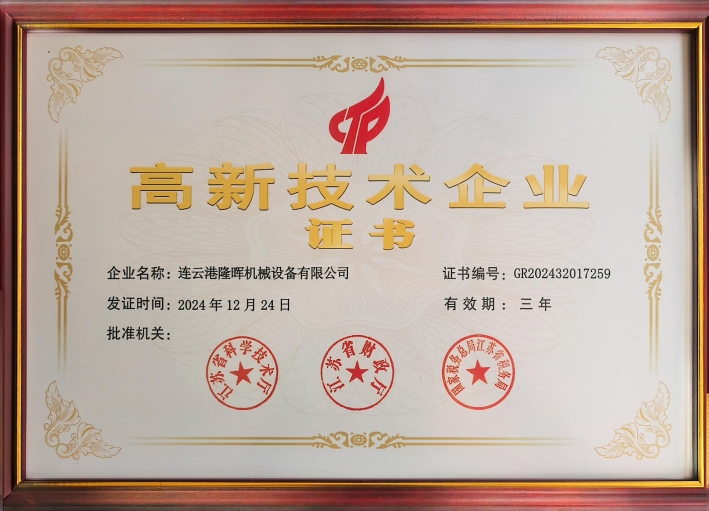 高新技术企业
证书
企业名称：连云港隆晖机械设备有限公司
证书编号：GR202432017259
发证时间：2024年12月24日
有效期：三年
批准机关：
江苏省科学技术厅
江苏省财政厅
国家税务总局江苏省税务局